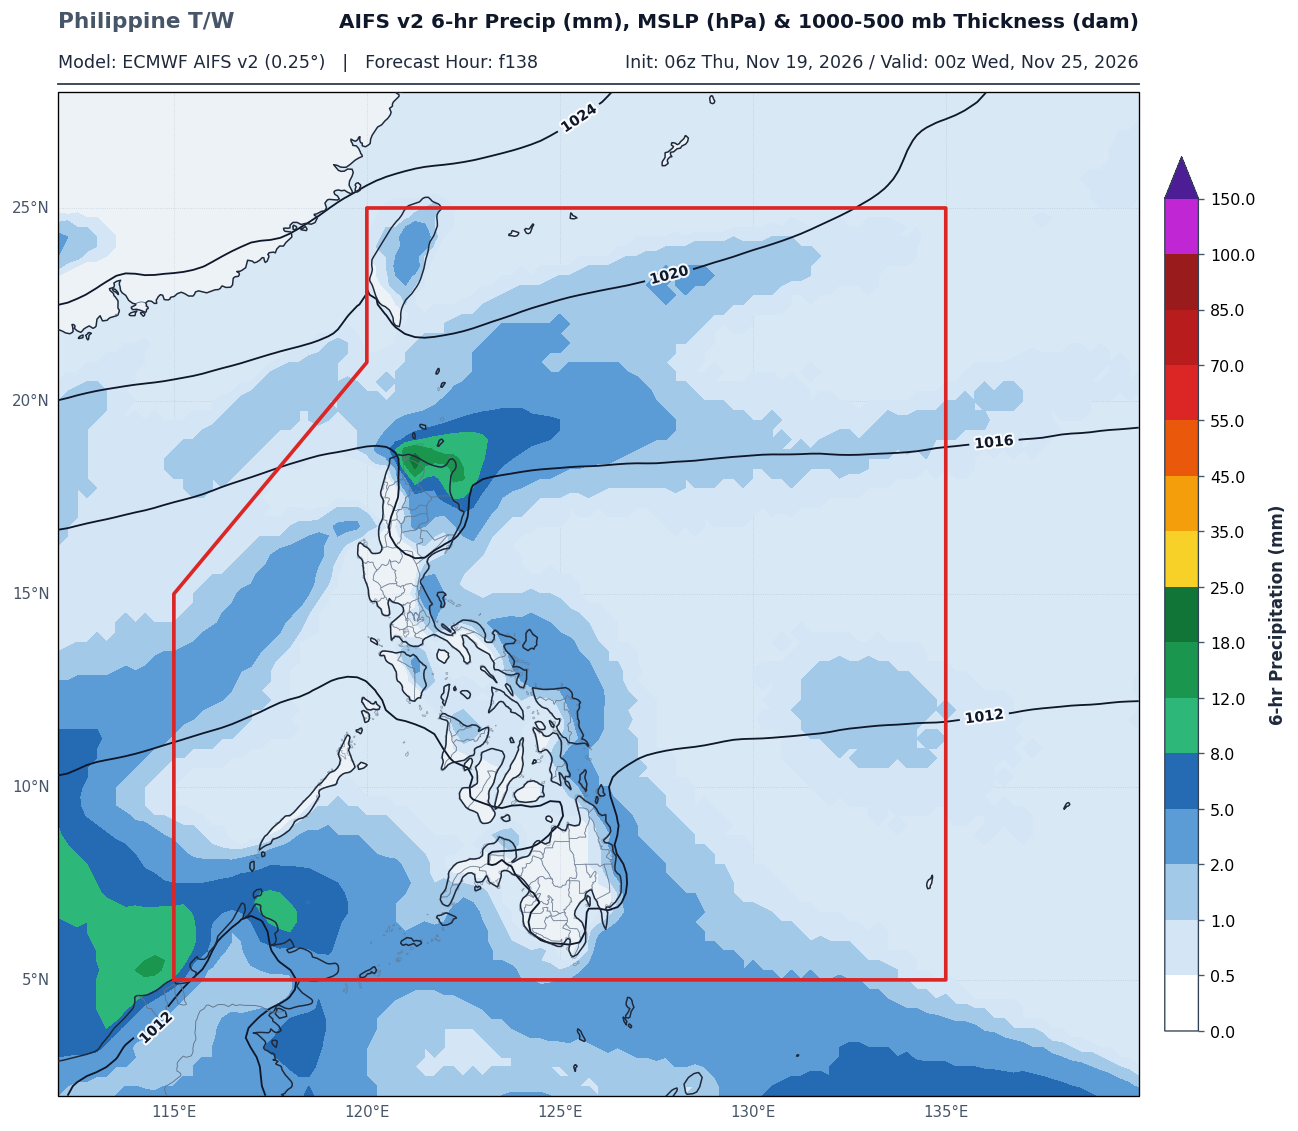 Philippine T/W
AIFS v2 6-hr Precip (mm), MSLP (hPa) & 1000-500 mb Thickness (dam)
Model: ECMWF AIFS v2 (0.25°) | Forecast Hour: f138
Init: 06z Thu, Nov 19, 2026 / Valid: 00z Wed, Nov 25, 2026
1024
1020
1016
1012
1012
25°N
20°N
15°N
10°N
5°N
115°E
120°E
125°E
130°E
135°E
150.0
100.0
85.0
70.0
55.0
45.0
35.0
25.0
18.0
12.0
8.0
5.0
2.0
1.0
0.5
0.0
6-hr Precipitation (mm)